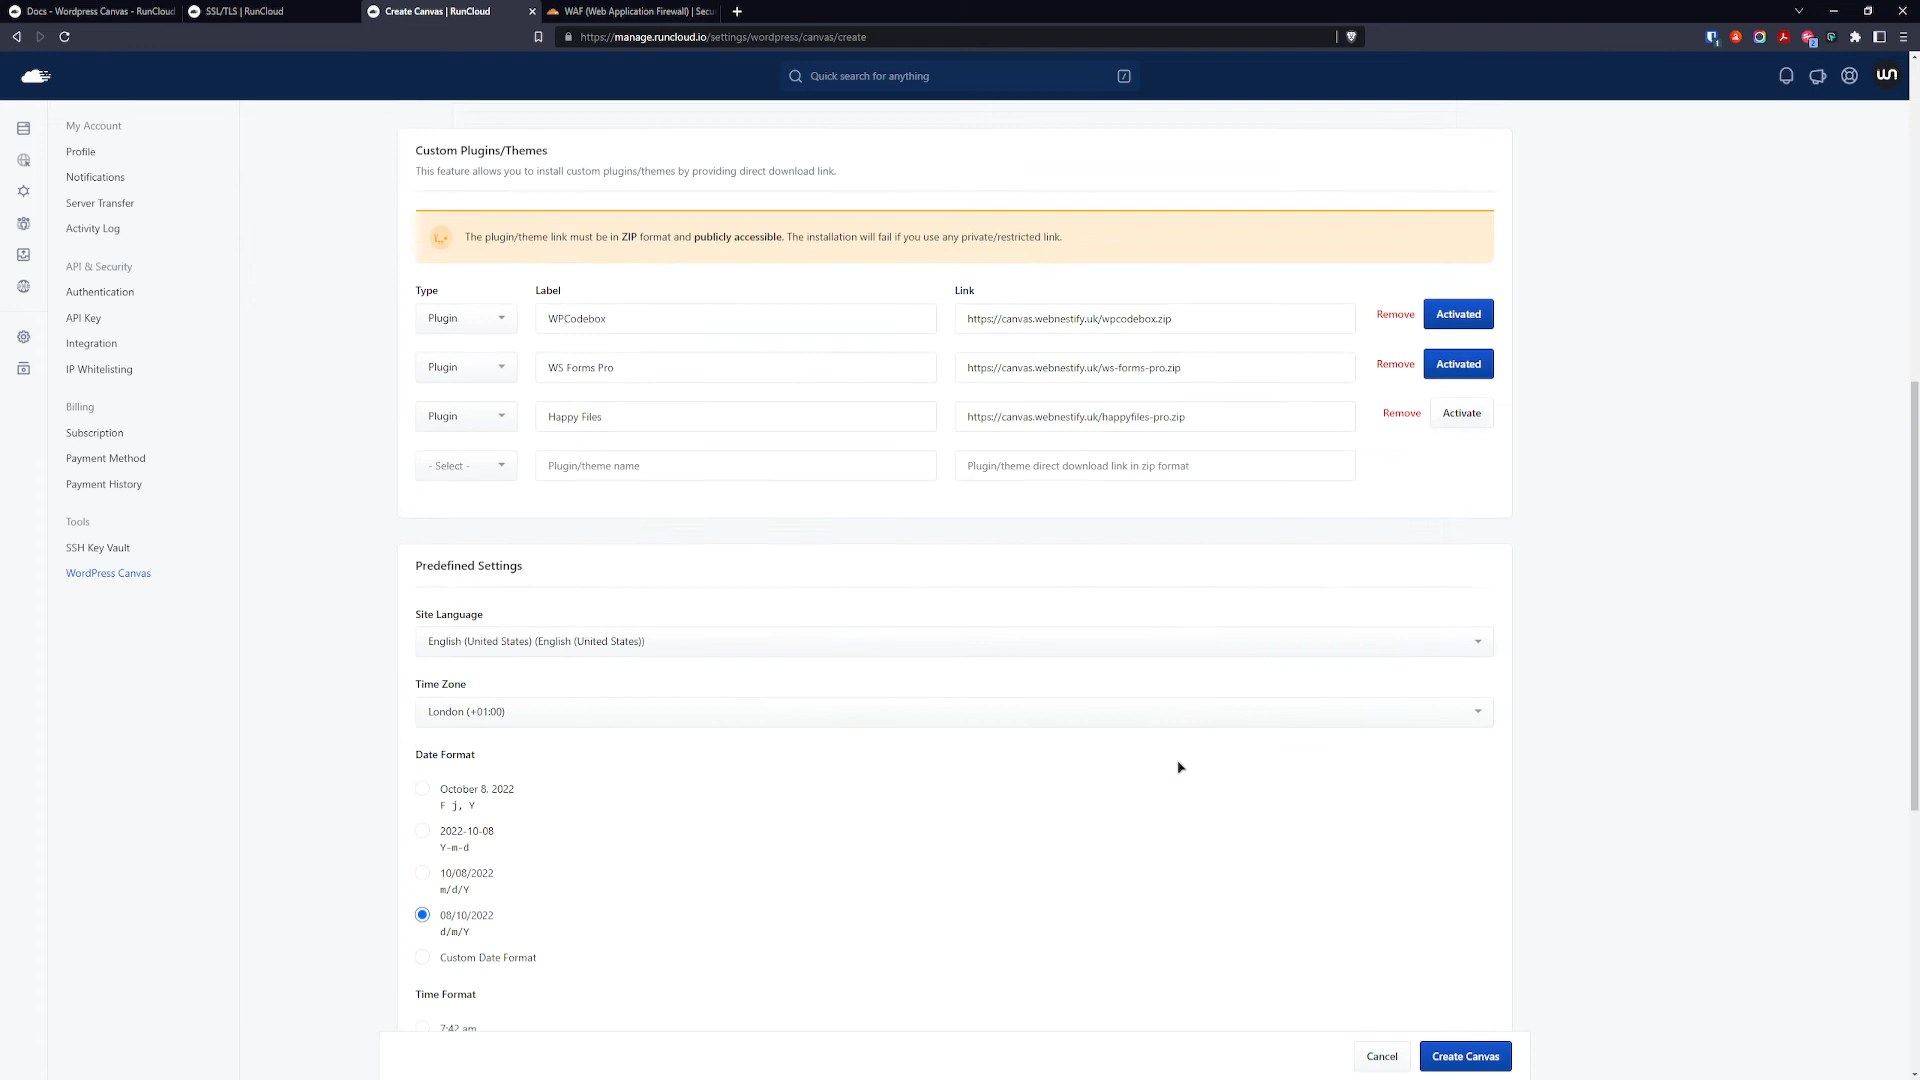 Docs - Wordpress Canvas - RunCloud
SSL/TLS | RunCloud
Create Canvas | RunCloud
WAF (Web Application Firewall) | Secu
https://manage.runcloud.io/settings/wordpress/canvas/create
Quick search for anything
My Account
Profile
Notifications
Server Transfer
Activity Log
API & Security
Authentication
API Key
Integration
IP Whitelisting
Billing
Subscription
Payment Method
Payment History
Tools
SSH Key Vault
WordPress Canvas
Custom Plugins/Themes
This feature allows you to install custom plugins/themes by providing direct download link.
The plugin/theme link must be in ZIP format and publicly accessible. The installation will fail if you use any private/restricted link.
Type Label Link
Plugin WPCodebox https://canvas.webnestify.uk/wpcodebox.zip Remove Activated
Plugin WS Forms Pro https://canvas.webnestify.uk/ws-forms-pro.zip Remove Activated
Plugin Happy Files https://canvas.webnestify.uk/happyfiles-pro.zip Remove Activate
- Select - Plugin/theme name Plugin/theme direct download link in zip format
Predefined Settings
Site Language
English (United States) (English (United States))
Time Zone
London (+01:00)
Date Format
October 8, 2022
F j, Y
2022-10-08
Y-m-d
10/08/2022
m/d/Y
08/10/2022
d/m/Y
Custom Date Format
Time Format
7:42 am
Cancel Create Canvas